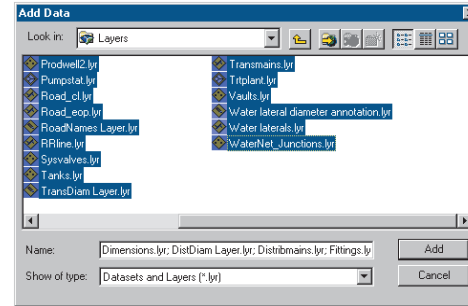 Add Data
Look in: Layers
Prodwell2.lyr
Pumpstat.lyr
Road_cl.lyr
Road_eop.lyr
RoadNames Layer.lyr
RRline.lyr
Sysvalves.lyr
Tanks.lyr
TransDiam Layer.lyr
Transmains.lyr
Trtplant.lyr
Vaults.lyr
Water lateral diameter annotation.lyr
Water laterals.lyr
WaterNet_Junctions.lyr
Name: Dimensions.lyr; DistDiam Layer.lyr; Distribmains.lyr; Fittings.ly Add
Show of type: Datasets and Layers (*.lyr) Cancel